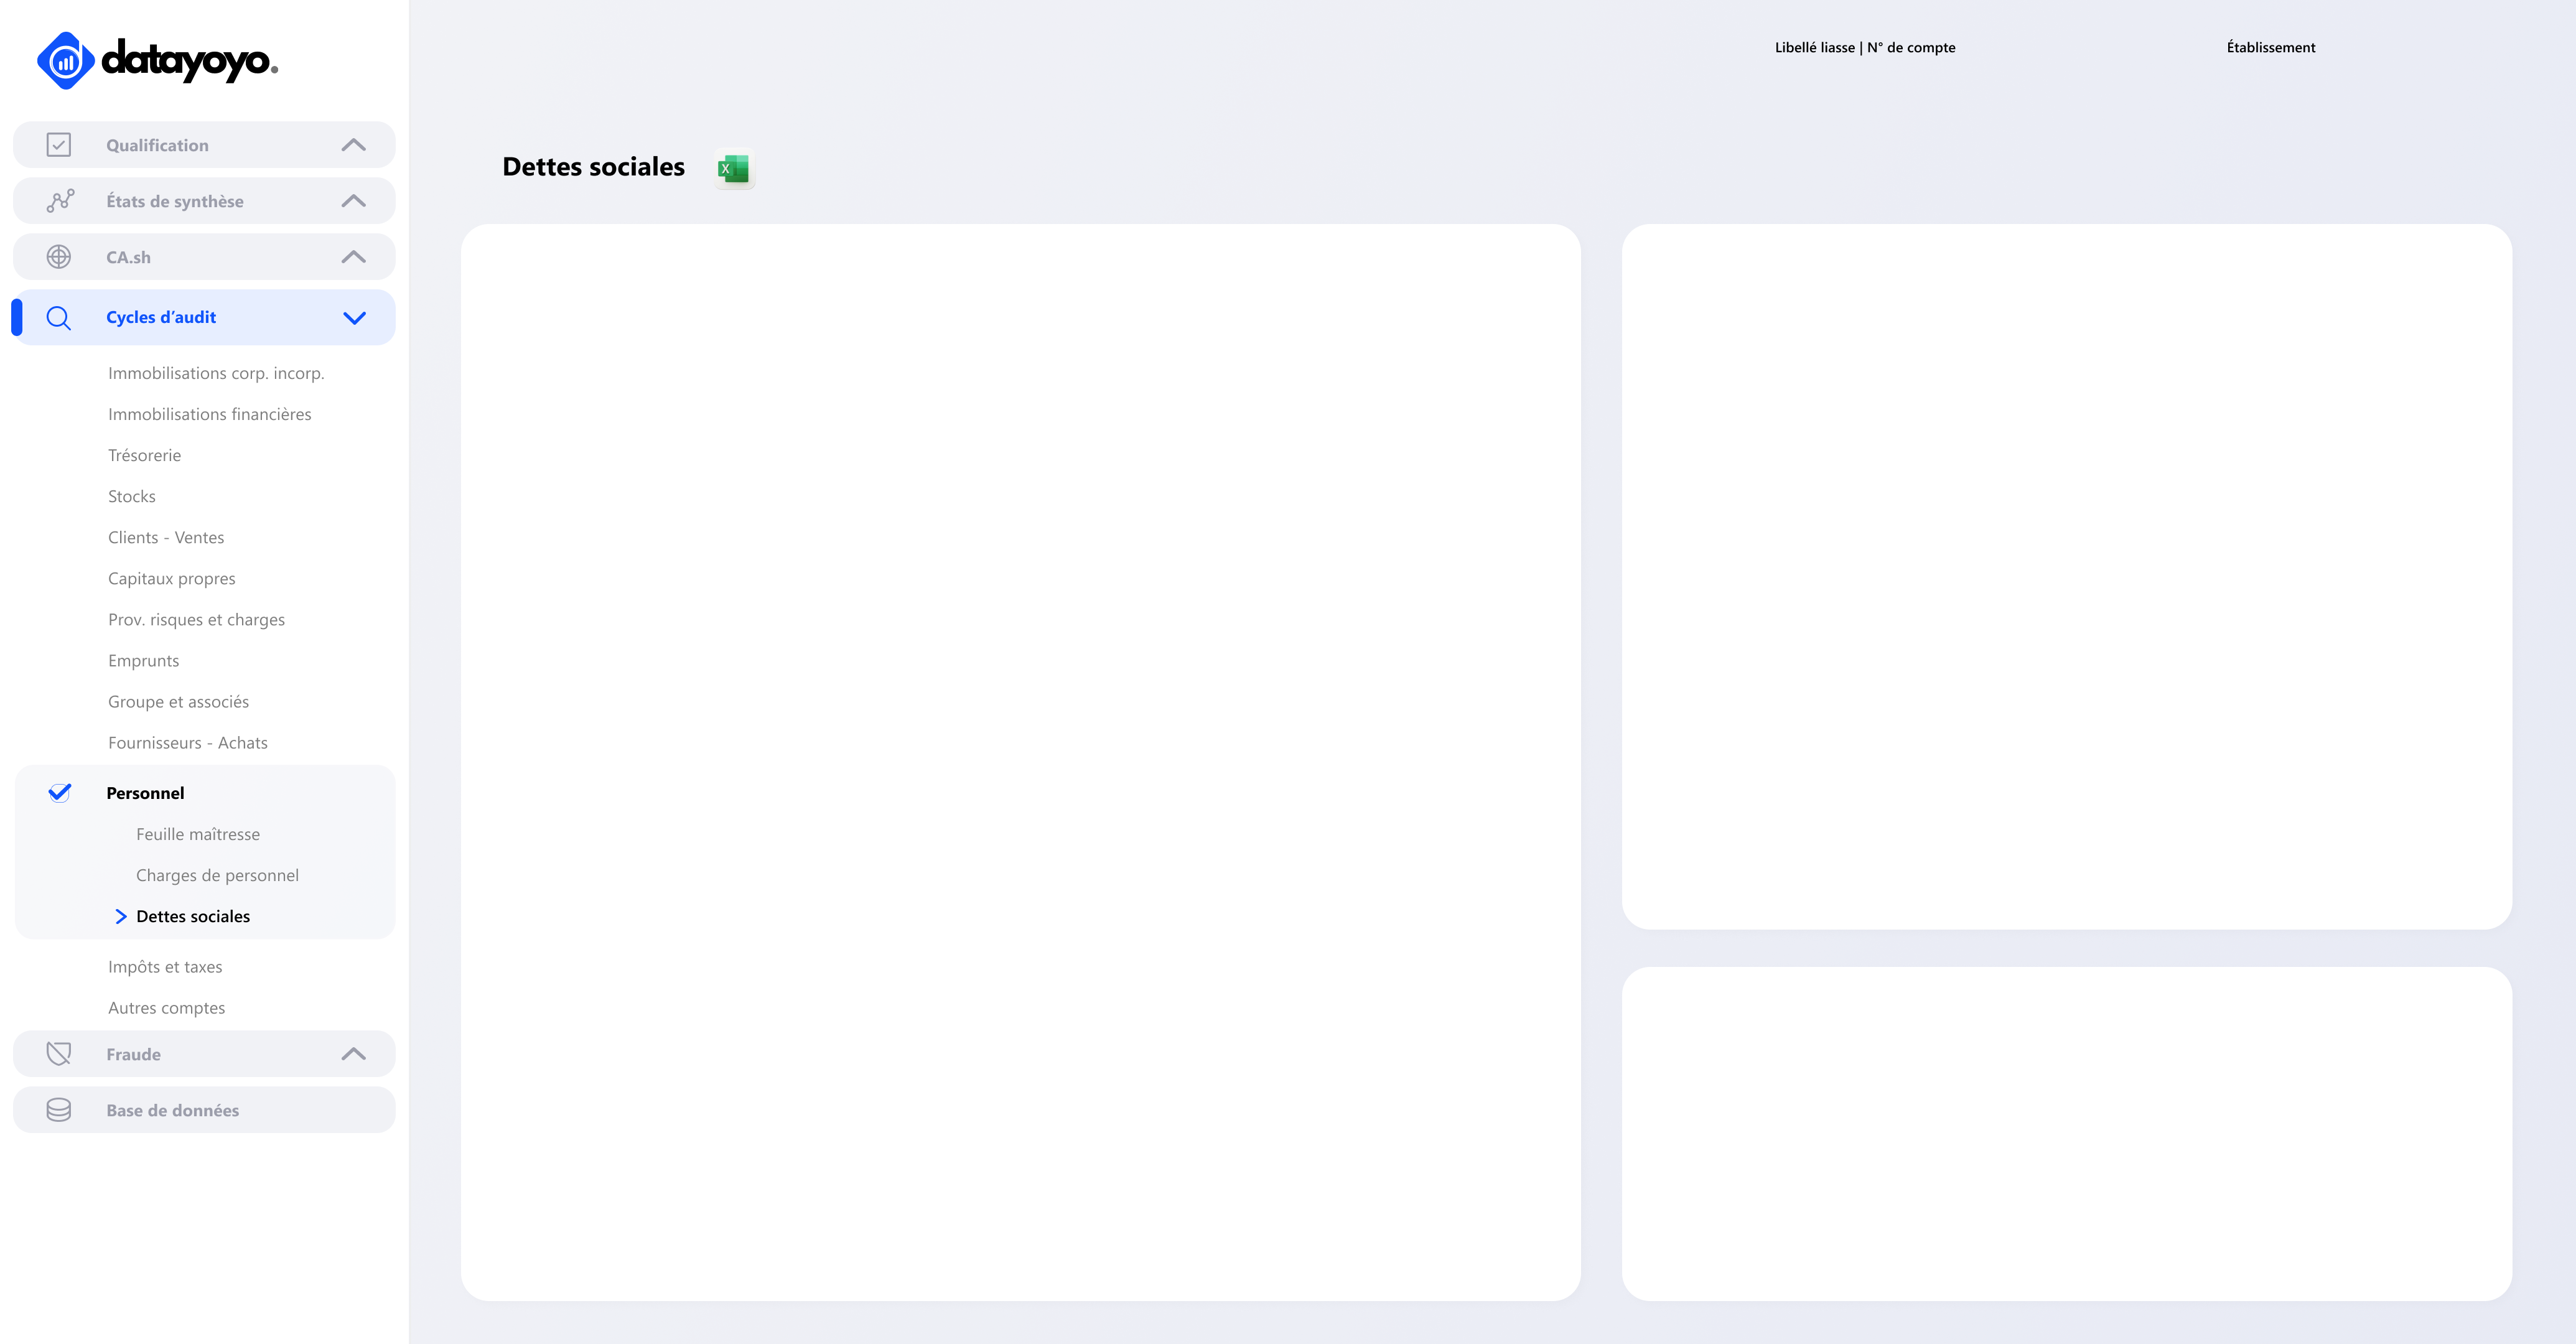 datayoyo.
Qualification
États de synthèse
CA.sh
Cycles d’audit
Immobilisations corp. incorp.
Immobilisations financières
Trésorerie
Stocks
Clients - Ventes
Capitaux propres
Prov. risques et charges
Emprunts
Groupe et associés
Fournisseurs - Achats
Personnel
Feuille maîtresse
Charges de personnel
Dettes sociales
Impôts et taxes
Autres comptes
Fraude
Base de données
Libellé liasse | N° de compte
Établissement
Dettes sociales
X